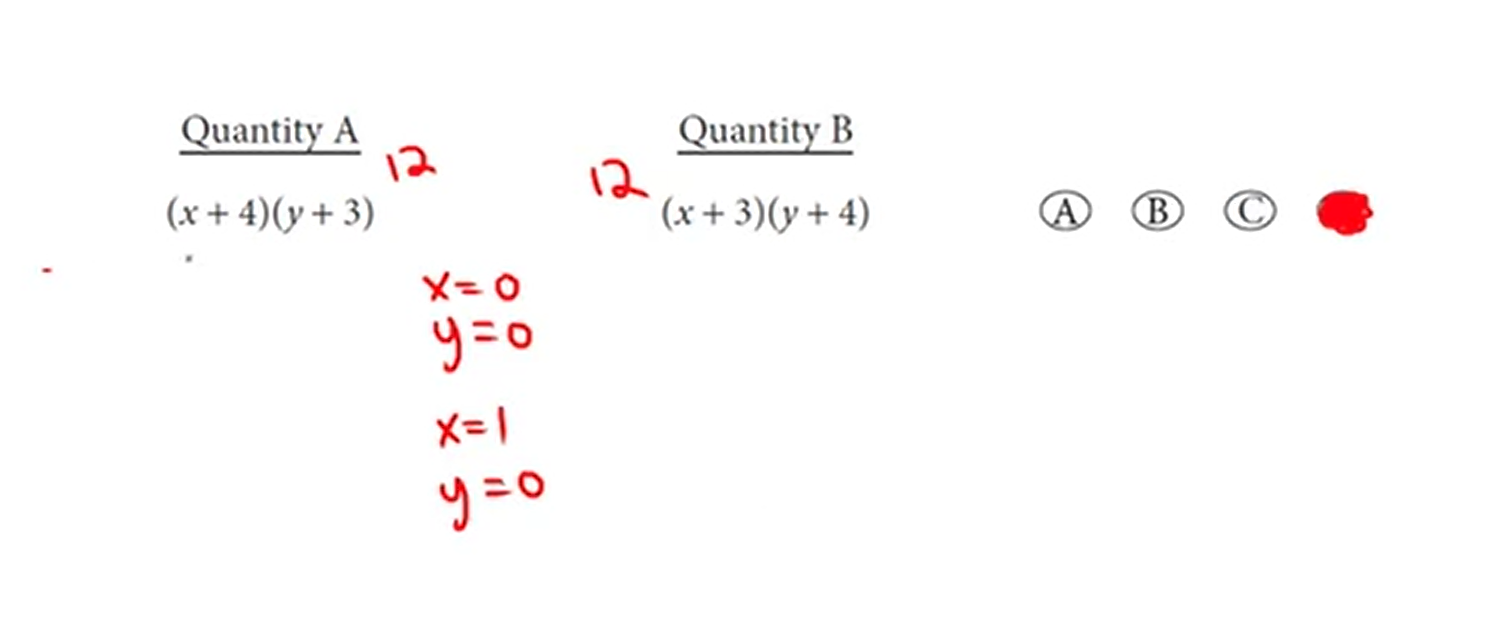 Quantity A
12
(x + 4)(y + 3)
Quantity B
12
(x + 3)(y + 4)
A B C
x=0
y=0
x=1
y=0